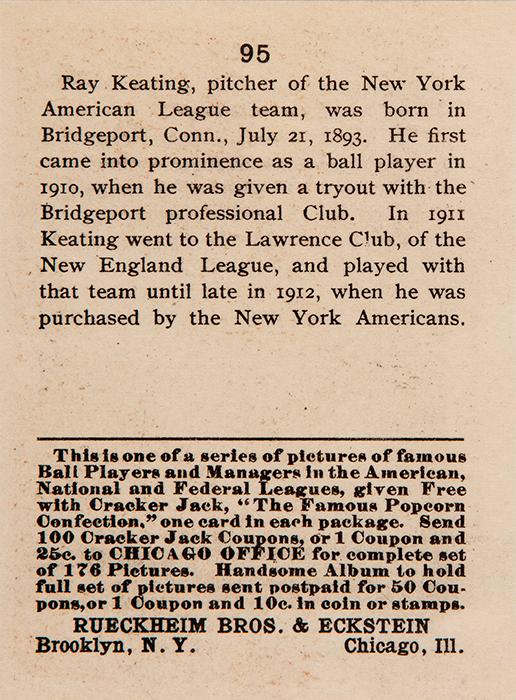 95
Ray Keating, pitcher of the New York
American League team, was born in
Bridgeport, Conn., July 21, 1893. He first
came into prominence as a ball player in
1910, when he was given a tryout with the
Bridgeport professional Club. In 1911
Keating went to the Lawrence Club, of the
New England League, and played with
that team until late in 1912, when he was
purchased by the New York Americans.
This is one of a series of pictures of famous
Ball Players and Managers in the American,
National and Federal Leagues, given Free
with Cracker Jack, "The Famous Popcorn
Confection," one card in each package. Send
100 Cracker Jack Coupons, or 1 Coupon and
25c. to CHICAGO OFFICE for complete set
of 176 Pictures. Handsome Album to hold
full set of pictures sent postpaid for 50 Cou-
pons, or 1 Coupon and 10c. in coin or stamps.
RUECKHEIM BROS. & ECKSTEIN
Brooklyn, N. Y. Chicago, Ill.